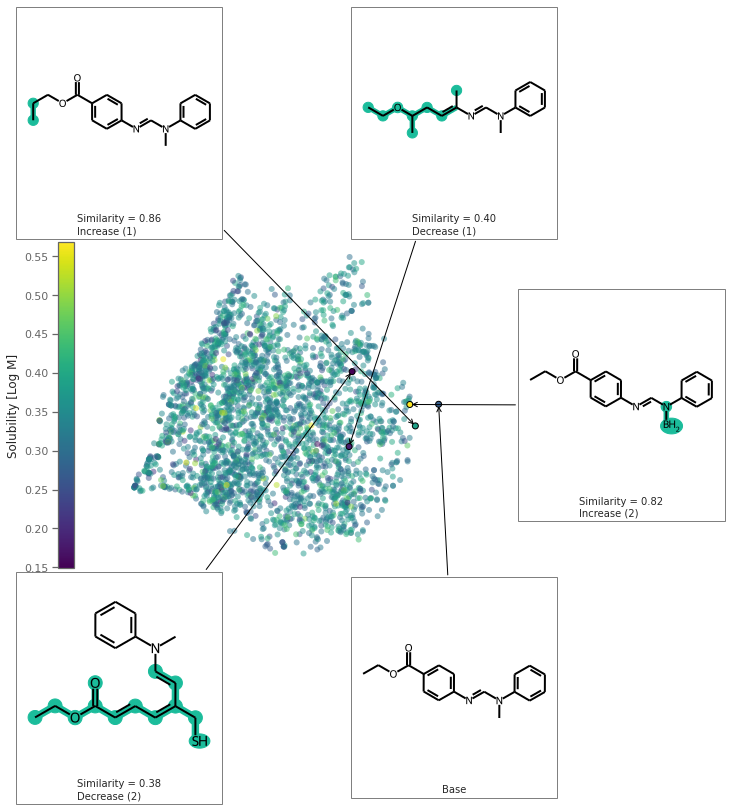 O
O
N
N
Similarity = 0.86
Increase (1)
O
N
N
Similarity = 0.40
Decrease (1)
Solubility [Log M]
0.55
0.50
0.45
0.40
0.35
0.30
0.25
0.20
0.15
O
O
N
N
BH2
Similarity = 0.82
Increase (2)
N
O
O
SH
Similarity = 0.38
Decrease (2)
O
O
N
N
Base